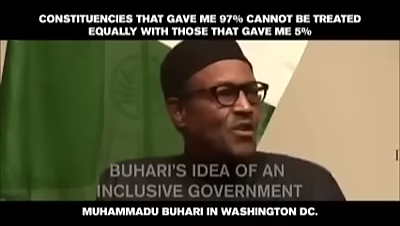 CONSTITUENCIES THAT GAVE ME 97% CANNOT BE TREATED
EQUALLY WITH THOSE THAT GAVE ME 5%
BUHARI'S IDEA OF AN
INCLUSIVE GOVERNMENT
MUHAMMADU BUHARI IN WASHINGTON DC.